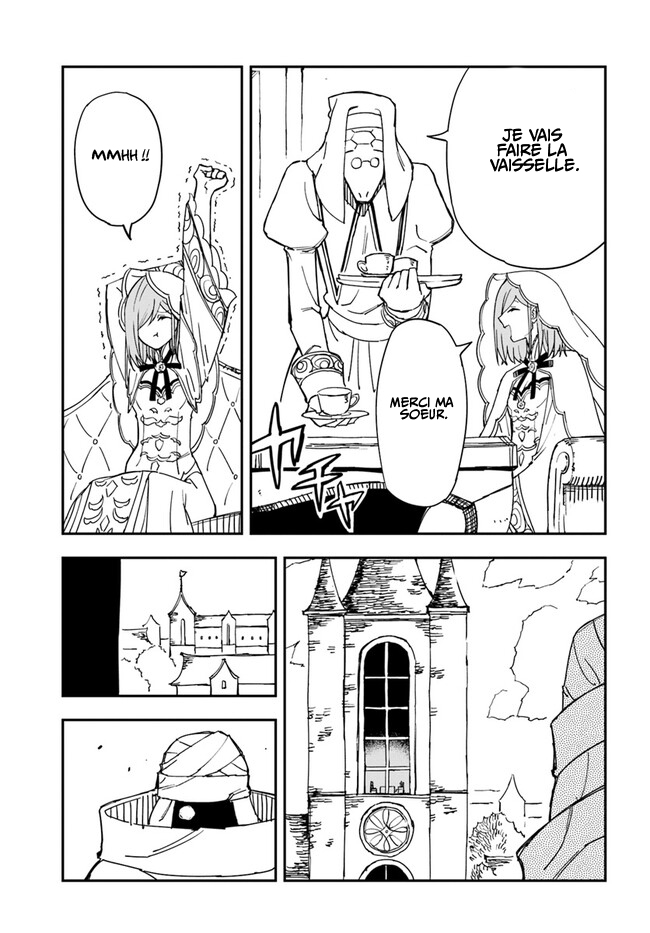 JE VAIS
FAIRE LA
VAISSELLE.
MERCI MA
SOEUR.
カチャ
MMHH !!